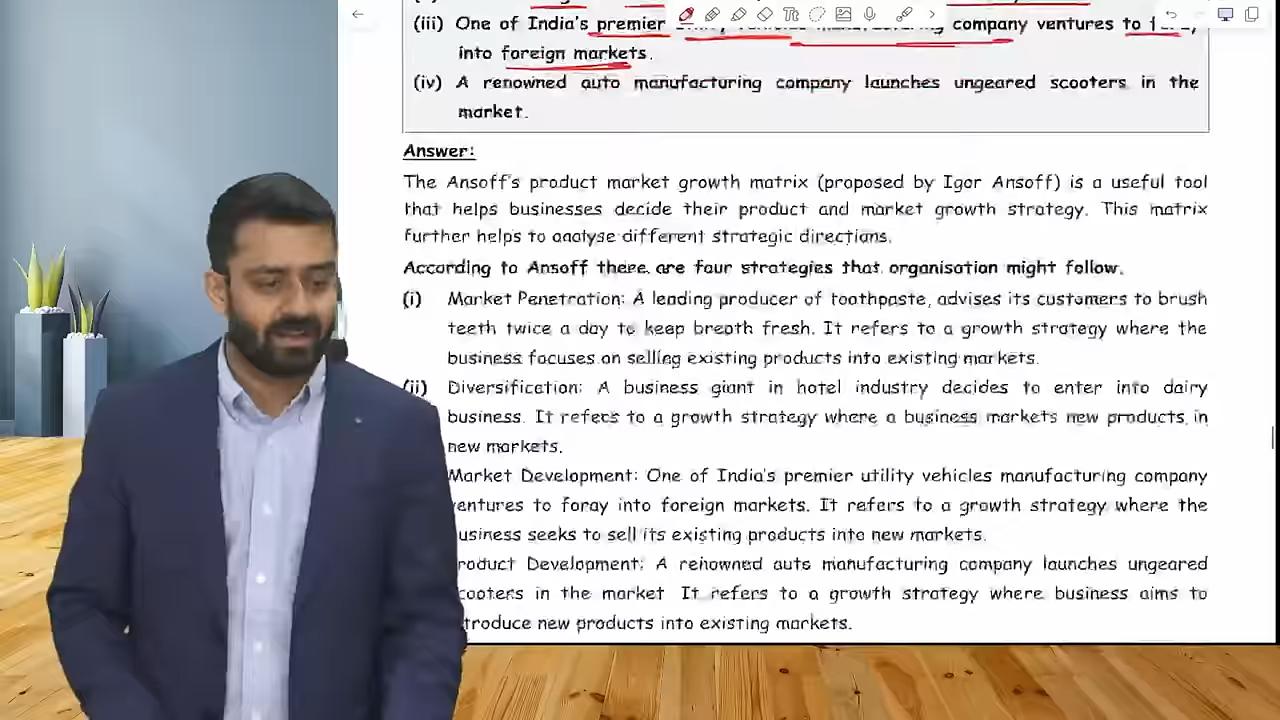 (iii) One of India's premier company ventures to
into foreign markets.
(iv) A renowned auto manufacturing company launches ungeared scooters in the
market.
Answer:
The Ansoff's product market growth matrix (proposed by Igor Ansoff) is a useful tool
that helps businesses decide their product and market growth strategy. This matrix
further helps to analyse different strategic directions.
According to Ansoff there are four strategies that organisation might follow.
(i) Market Penetration: A leading producer of toothpaste, advises its customers to brush
teeth twice a day to keep breath fresh. It refers to a growth strategy where the
business focuses on selling existing products into existing markets.
(ii) Diversification: A business giant in hotel industry decides to enter into dairy
business. It refers to a growth strategy where a business markets new products in
new markets.
Market Development: One of India's premier utility vehicles manufacturing company
ventures to foray into foreign markets. It refers to a growth strategy where the
usiness seeks to sell its existing products into new markets.
roduct Development: A renowned auto manufacturing company launches ungeared
cooters in the market It refers to a growth strategy where business aims to
troduce new products into existing markets.